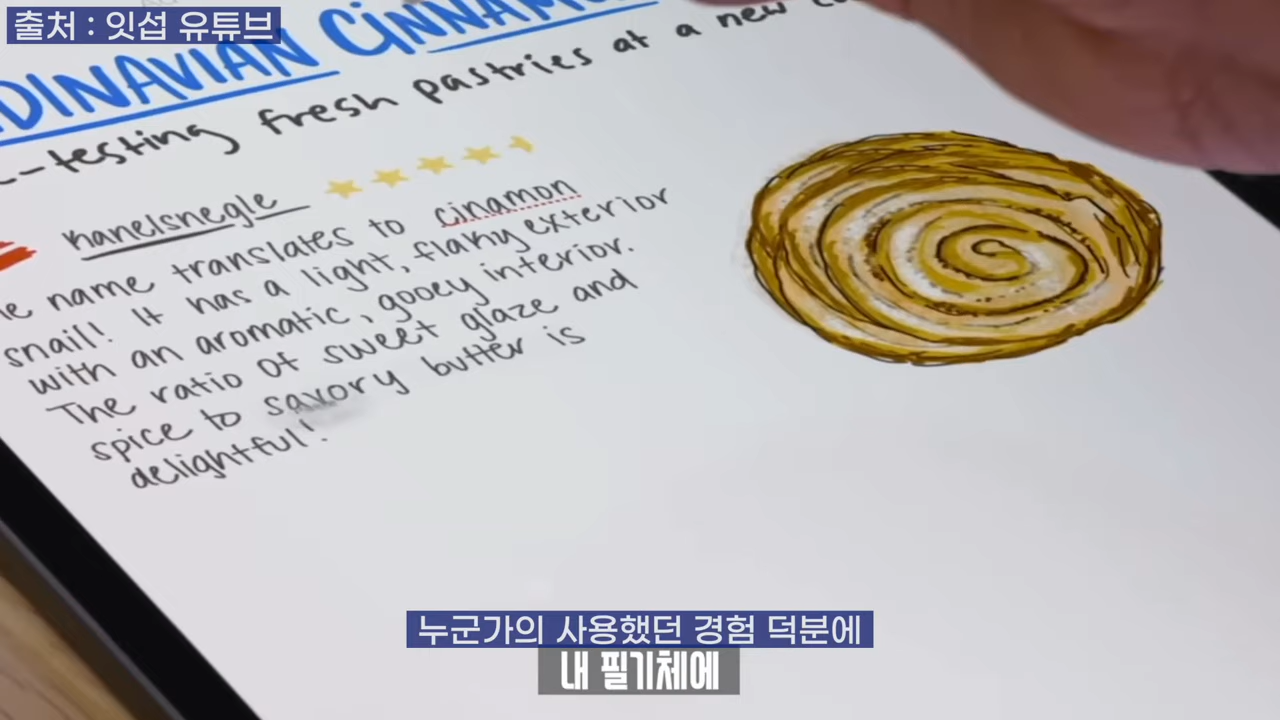 출처 : 잇섭 유튜브
DINAVIAN
-testing fresh pastries at a new
Kanelsnegle
name translates to cinamon
snail! It has a light, flaky exterior
with an aromatic, gooey interior.
The ratio of sweet glaze and
spice to savory butter is
delightful!
누군가의 사용했던 경험 덕분에
내 필기체에